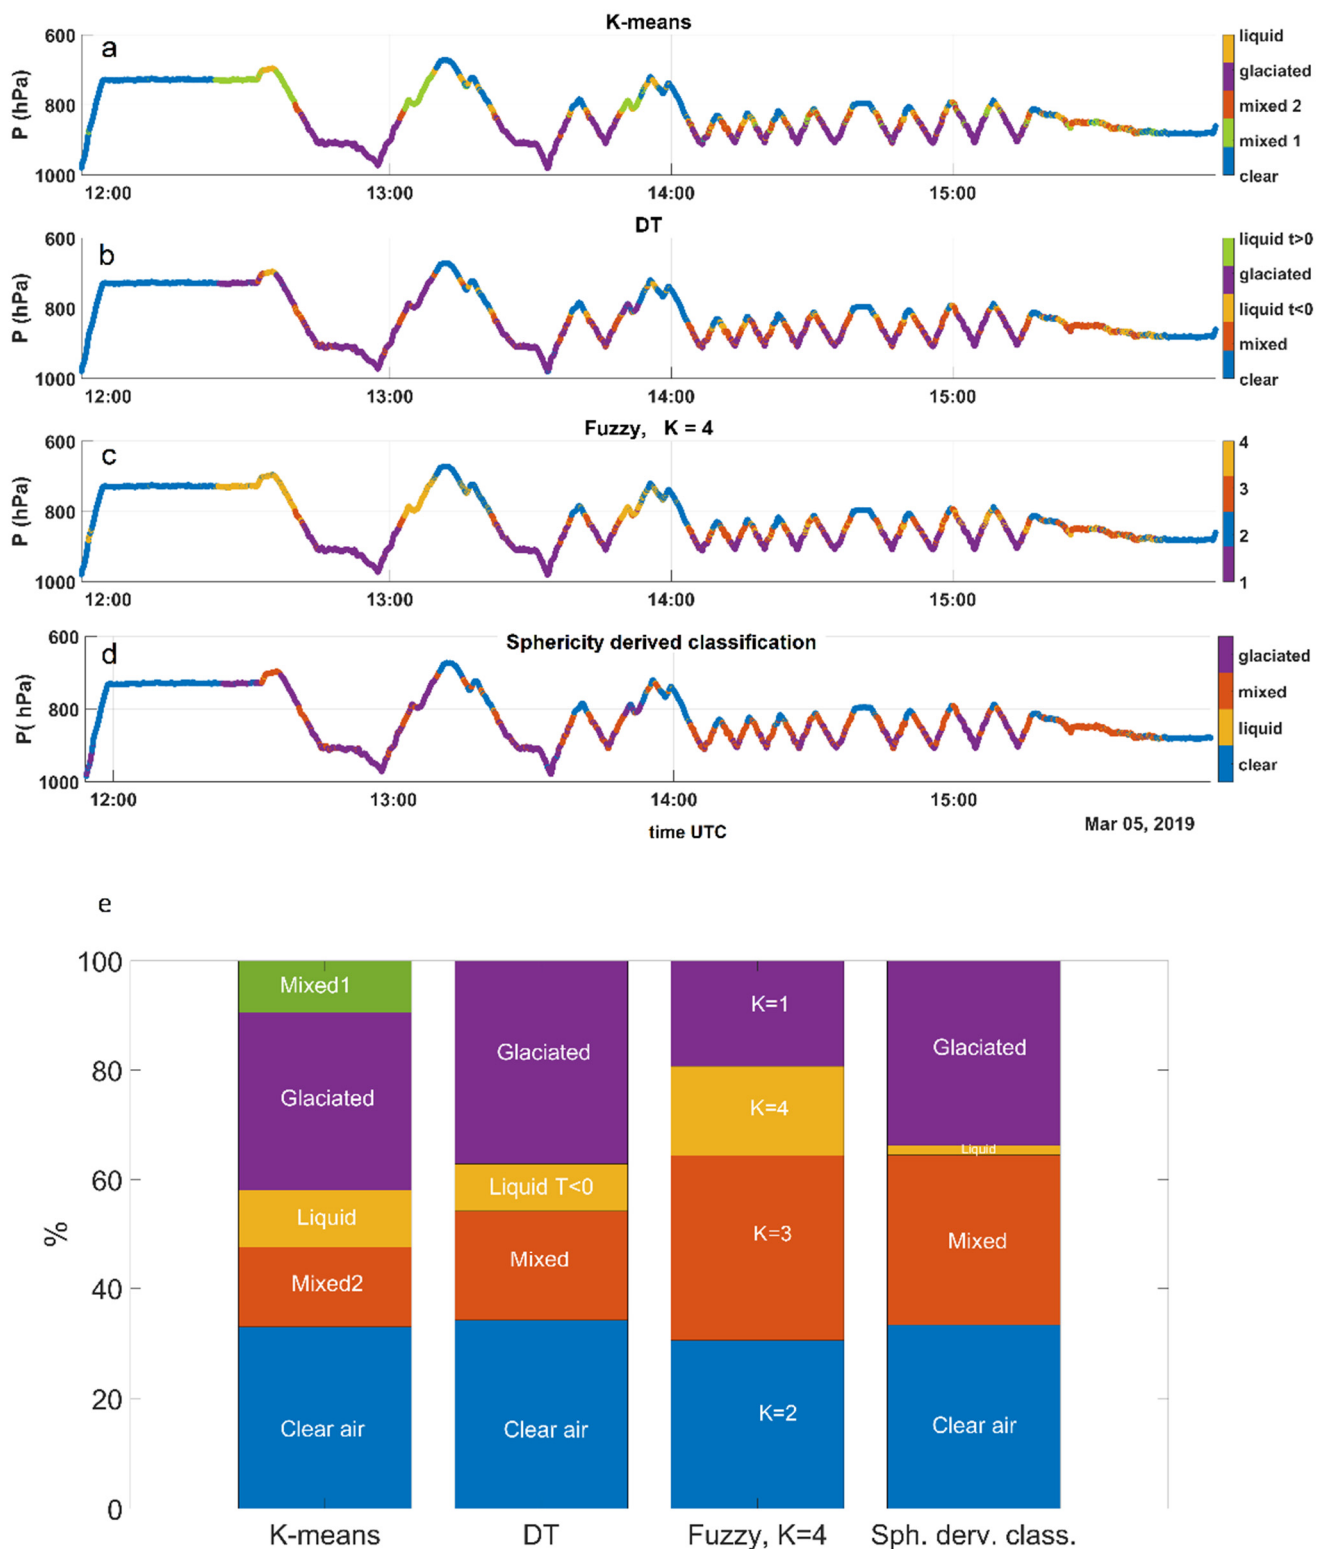 K-means
a
P (hPa)
600
800
1000
12:00 13:00 14:00 15:00
liquid
glaciated
mixed 2
mixed 1
clear
DT
b
P (hPa)
600
800
1000
12:00 13:00 14:00 15:00
liquid t>0
glaciated
liquid t<0
mixed
clear
Fuzzy, K = 4
c
P (hPa)
600
800
1000
12:00 13:00 14:00 15:00
4
3
2
1
Sphericity derived classification
d
P( hPa)
600
800
1000
12:00 13:00 14:00 15:00
glaciated
mixed
liquid
clear
time UTC
Mar 05, 2019
e
%
100
80
60
40
20
0
Mixed1
Glaciated
Liquid
Mixed2
Clear air
Glaciated
Liquid T<0
Mixed
Clear air
K=1
K=4
K=3
K=2
Glaciated
Liquid
Mixed
Clear air
K-means DT Fuzzy, K=4 Sph. derv. class.